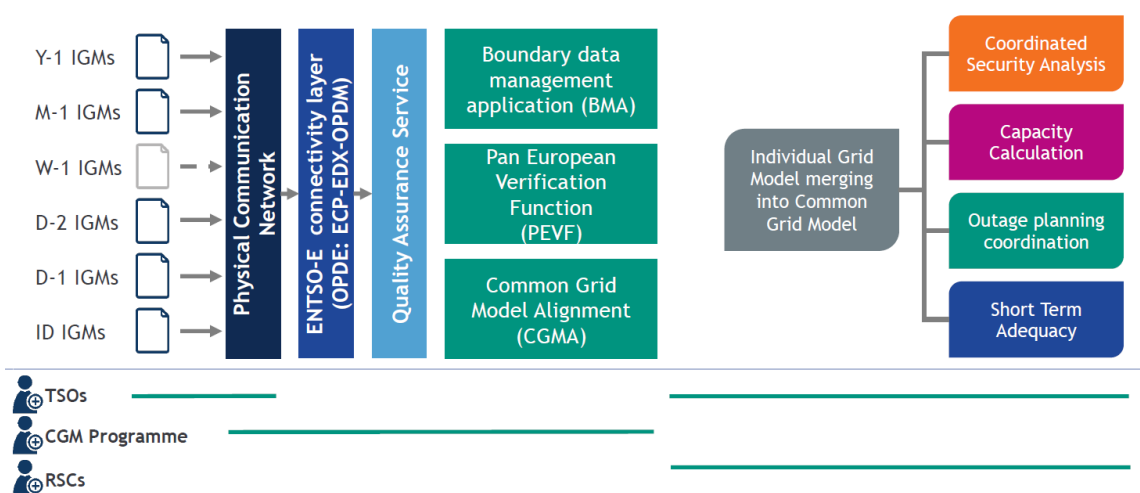 Y-1 IGMs
M-1 IGMs
W-1 IGMs
D-2 IGMs
D-1 IGMs
ID IGMs
Physical Communication
Network
ENTSO-E connectivity layer
(OPDE: ECP-EDX-OPDM)
Quality Assurance Service
Boundary data
management
application (BMA)
Pan European
Verification
Function
(PEVF)
Common Grid
Model Alignment
(CGMA)
Individual Grid
Model merging
into Common
Grid Model
Coordinated
Security Analysis
Capacity
Calculation
Outage planning
coordination
Short Term
Adequacy
TSOs
CGM Programme
RSCs